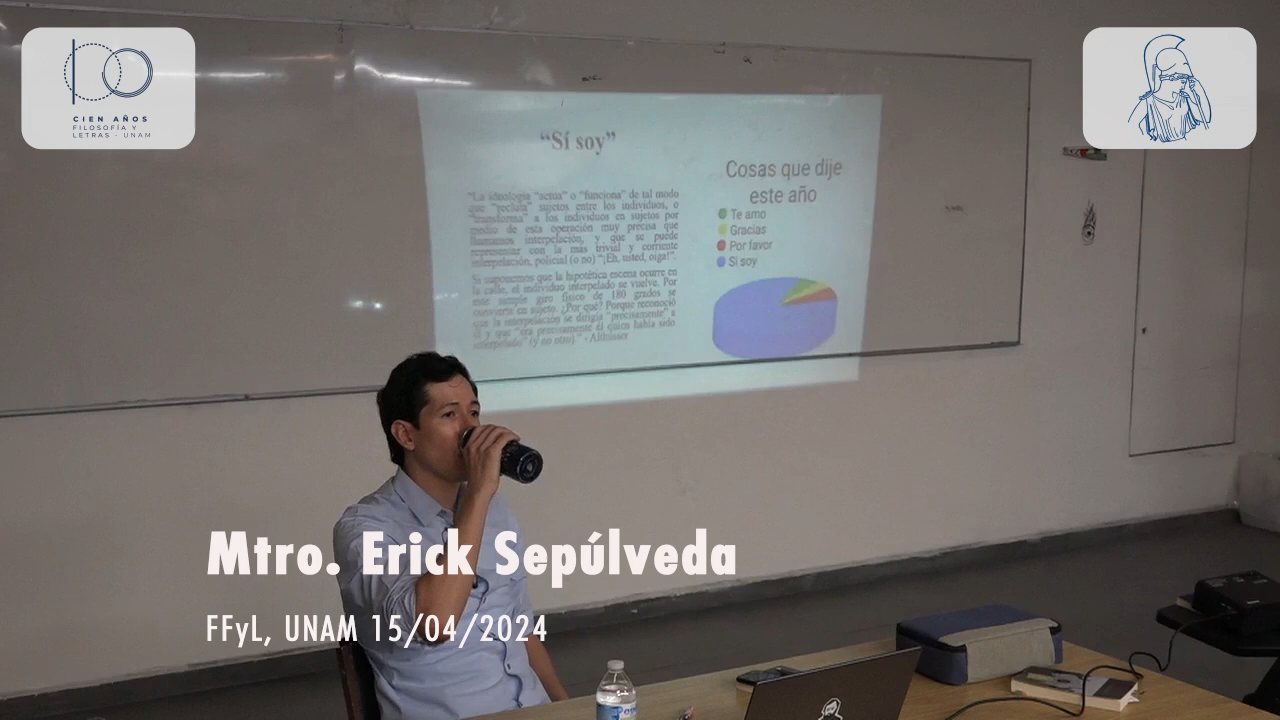 CIEN AÑOS
FILOSOFÍA Y
LETRAS · UNAM
“Sí soy”
“La ideología “actúa” o “funciona” de tal modo
que “recluta” sujetos entre los individuos, o
“transforma” a los individuos en sujetos por
medio de esta operación muy precisa que
llamamos interpelación, y que se puede
representar con la más trivial y corriente
interpelación, policial (o no) “¡Eh, usted, oiga!”.
Si suponemos que la hipotética escena ocurre en
la calle, el individuo interpelado se vuelve. Por
este simple giro físico de 180 grados se
convierte en sujeto. ¿Por qué? Porque reconoció
que la interpelación se dirigía “precisamente” a
él y que “era precisamente él quien había sido
interpelado” (y no otro).” - Althusser
Cosas que dije
este año
Te amo
Gracias
Por favor
Si soy
Mtro. Erick Sepúlveda
FFyL, UNAM 15/04/2024